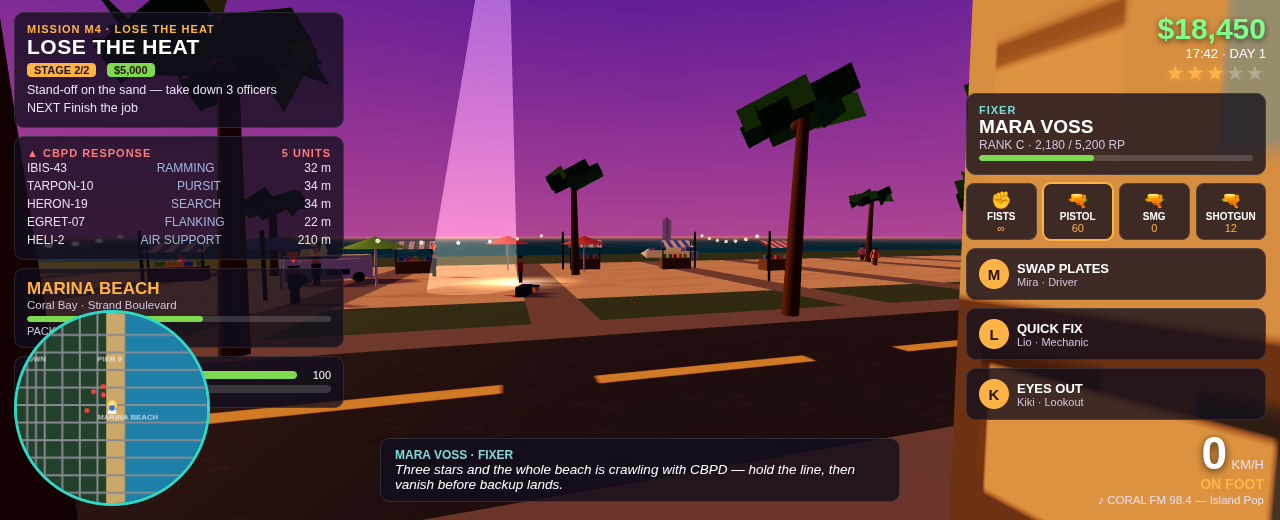 MISSION M4 · LOSE THE HEAT
LOSE THE HEAT
STAGE 2/2 $5,000
Stand-off on the sand — take down 3 officers
NEXT Finish the job
▲ CBPD RESPONSE 5 UNITS
IBIS-43 RAMMING 32 m
TARPON-10 PURSIT 34 m
HERON-19 SEARCH 34 m
EGRET-07 FLANKING 22 m
HELI-2 AIR SUPPORT 210 m
MARINA BEACH
Coral Bay · Strand Boulevard
100
PIER 9
MARINA BEACH
$18,450
17:42 · DAY 1
★★★★★
FIXER
MARA VOSS
RANK C · 2,180 / 5,200 RP
FISTS
∞
PISTOL
60
SMG
0
SHOTGUN
12
M SWAP PLATES
Mira · Driver
L QUICK FIX
Lio · Mechanic
K EYES OUT
Kiki · Lookout
0 KM/H
ON FOOT
♪ CORAL FM 98.4 — Island Pop
MARA VOSS · FIXER
Three stars and the whole beach is crawling with CBPD — hold the line, then
vanish before backup lands.